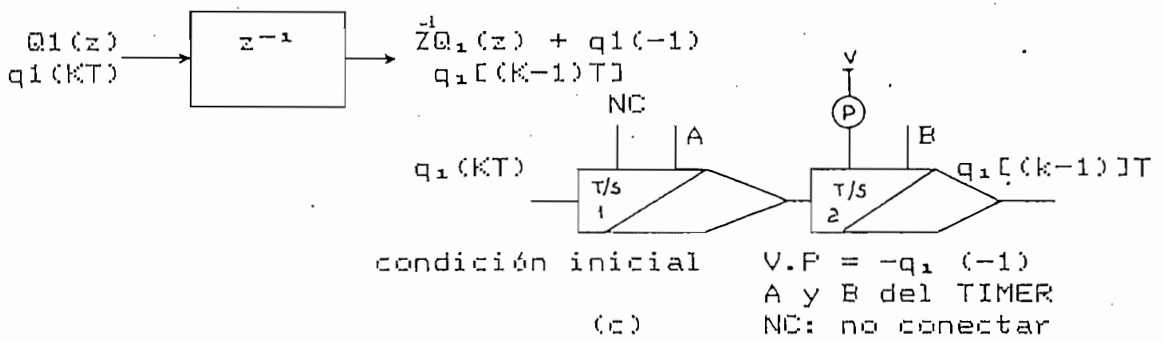 Q1(z)
q1(KT)
z⁻¹
Z⁻¹Q₁(z) + q1(-1)
q₁[(K-1)T]
NC
A
V
P
B
q₁(KT)
T/S
1
T/S
2
q₁[(k-1)]T
condición inicial V.P = -q₁ (-1)
A y B del TIMER
(c) NC: no conectar